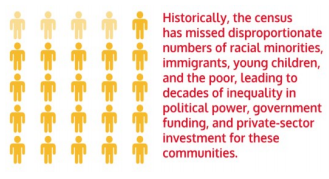 Historically, the census
has missed disproportionate
numbers of racial minorities,
immigrants, young children,
and the poor, leading to
decades of inequality in
political power, government
funding, and private-sector
investment for these
communities.